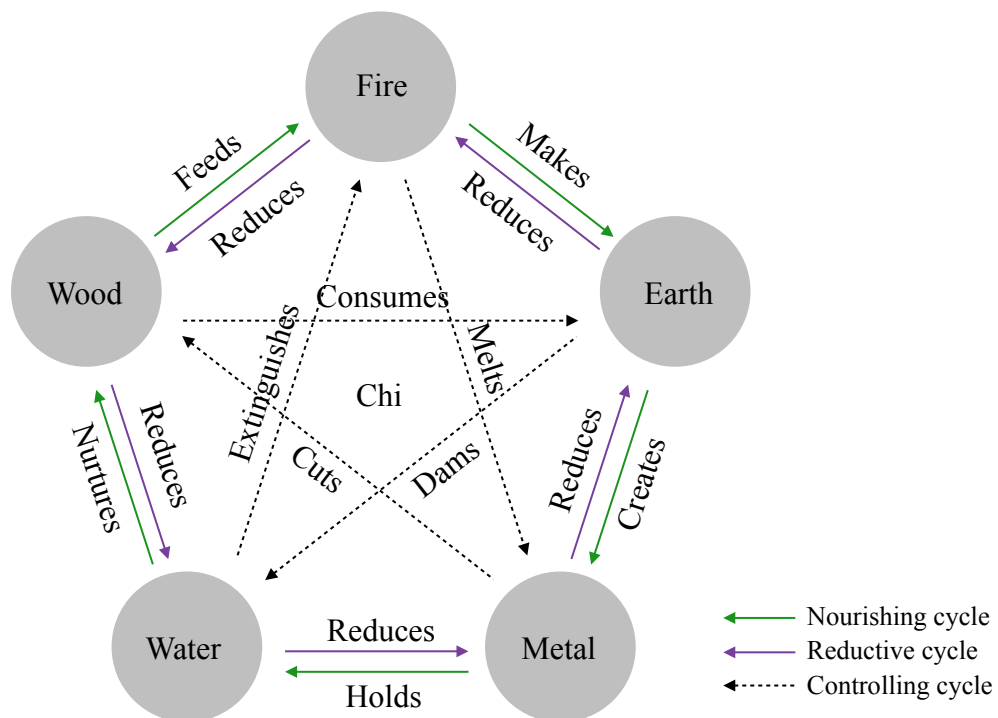 Fire
Feeds
Makes
Reduces
Reduces
Wood
Consumes
Earth
Extinguishes
Melts
Chi
Nurtures
Reduces
Cuts
Dams
Reduces
Creates
Water
Reduces
Holds
Metal
Nourishing cycle
Reductive cycle
Controlling cycle